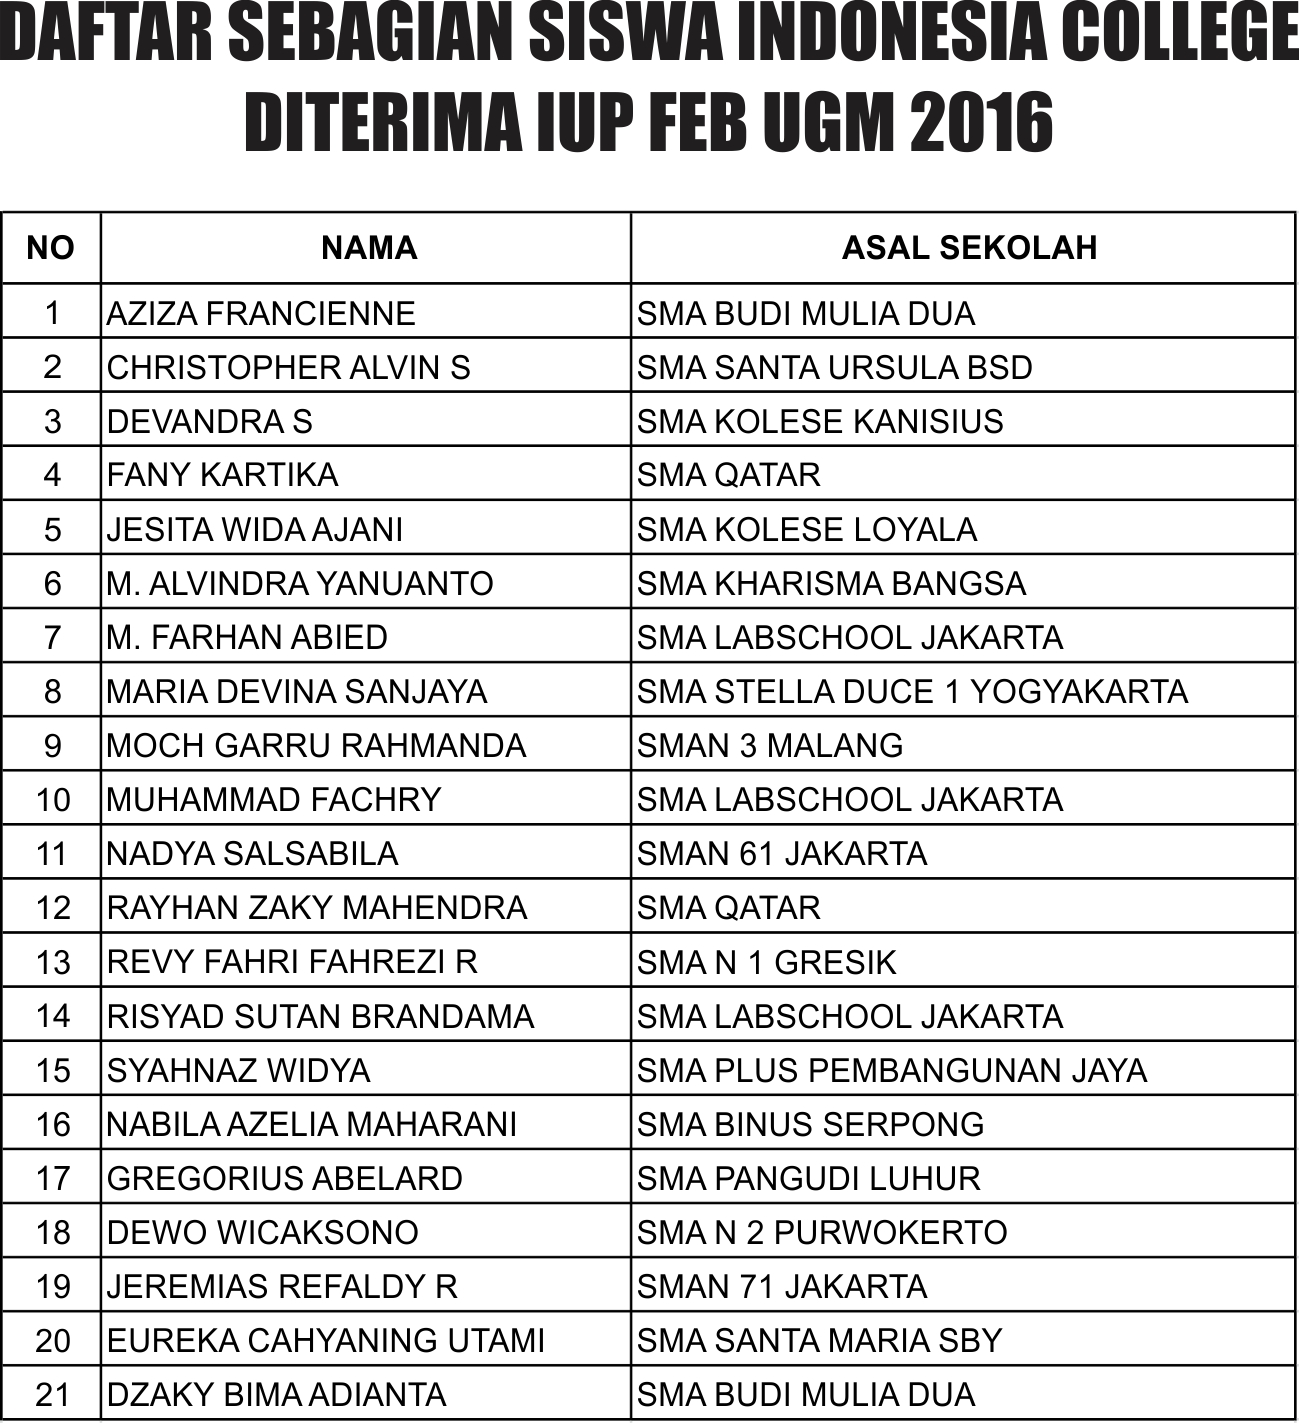 DAFTAR SEBAGIAN SISWA INDONESIA COLLEGE
DITERIMA IUP FEB UGM 2016
NO NAMA ASAL SEKOLAH
1 AZIZA FRANCIENNE SMA BUDI MULIA DUA
2 CHRISTOPHER ALVIN S SMA SANTA URSULA BSD
3 DEVANDRA S SMA KOLESE KANISIUS
4 FANY KARTIKA SMA QATAR
5 JESITA WIDA AJANI SMA KOLESE LOYALA
6 M. ALVINDRA YANUANTO SMA KHARISMA BANGSA
7 M. FARHAN ABIED SMA LABSCHOOL JAKARTA
8 MARIA DEVINA SANJAYA SMA STELLA DUCE 1 YOGYAKARTA
9 MOCH GARRU RAHMANDA SMAN 3 MALANG
10 MUHAMMAD FACHRY SMA LABSCHOOL JAKARTA
11 NADYA SALSABILA SMAN 61 JAKARTA
12 RAYHAN ZAKY MAHENDRA SMA QATAR
13 REVY FAHRI FAHREZI R SMA N 1 GRESIK
14 RISYAD SUTAN BRANDAMA SMA LABSCHOOL JAKARTA
15 SYAHNAZ WIDYA SMA PLUS PEMBANGUNAN JAYA
16 NABILA AZELIA MAHARANI SMA BINUS SERPONG
17 GREGORIUS ABELARD SMA PANGUDI LUHUR
18 DEWO WICAKSONO SMA N 2 PURWOKERTO
19 JEREMIAS REFALDY R SMAN 71 JAKARTA
20 EUREKA CAHYANING UTAMI SMA SANTA MARIA SBY
21 DZAKY BIMA ADIANTA SMA BUDI MULIA DUA